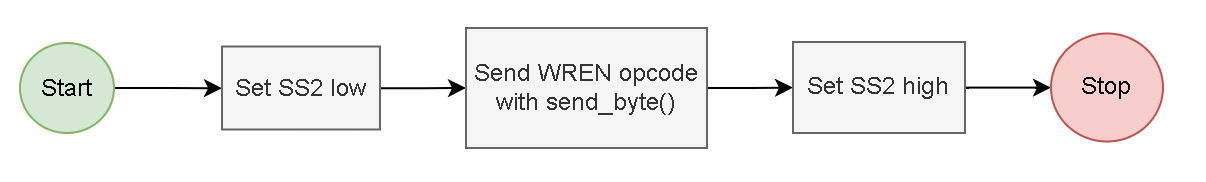 Start
Set SS2 low
Send WREN opcode
with send_byte()
Set SS2 high
Stop